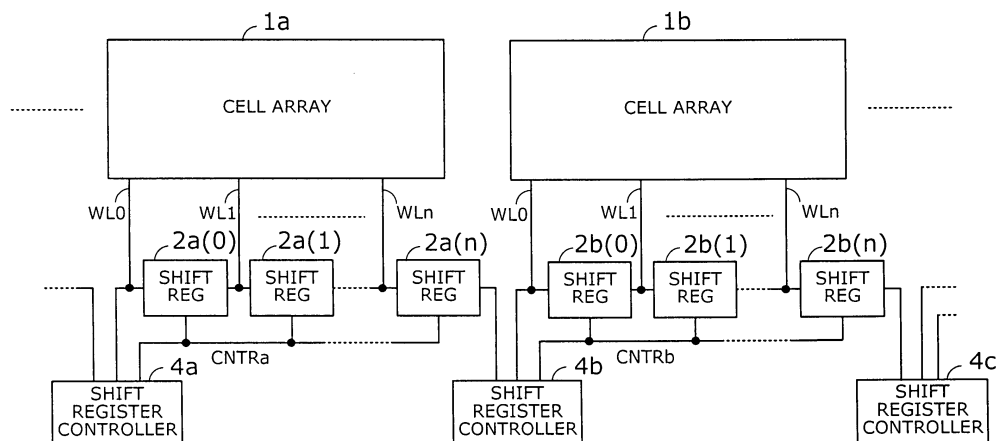 1a
1b
CELL ARRAY
CELL ARRAY
WL0
WL1
WLn
WL0
WL1
WLn
2a(0)
2a(1)
2a(n)
2b(0)
2b(1)
2b(n)
SHIFT
REG
SHIFT
REG
SHIFT
REG
SHIFT
REG
SHIFT
REG
SHIFT
REG
CNTRa
CNTRb
4a
4b
4c
SHIFT
REGISTER
CONTROLLER
SHIFT
REGISTER
CONTROLLER
SHIFT
REGISTER
CONTROLLER